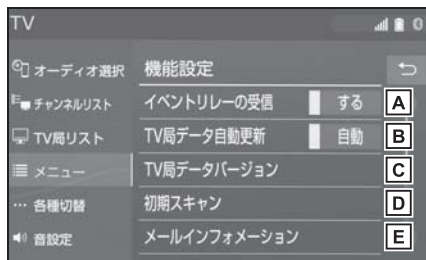 TV
オーディオ選択
チャンネルリスト
TV局リスト
メニュー
各種切替
音設定
機能設定
イベントリレーの受信 する A
TV局データ自動更新 自動 B
TV局データバージョン C
初期スキャン D
メールインフォメーション E